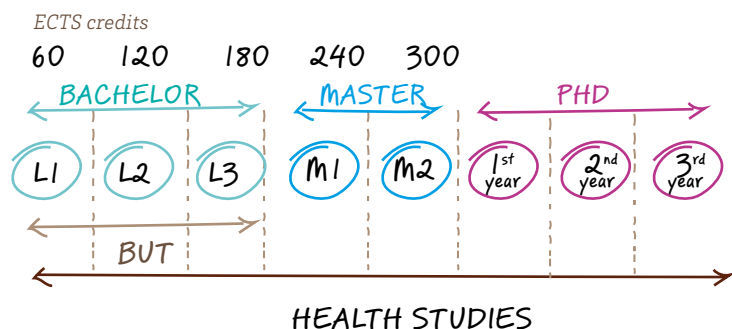 ECTS credits
60 120 180 240 300
BACHELOR MASTER PHD
L1 L2 L3 M1 M2 1st year 2nd year 3rd year
BUT
HEALTH STUDIES